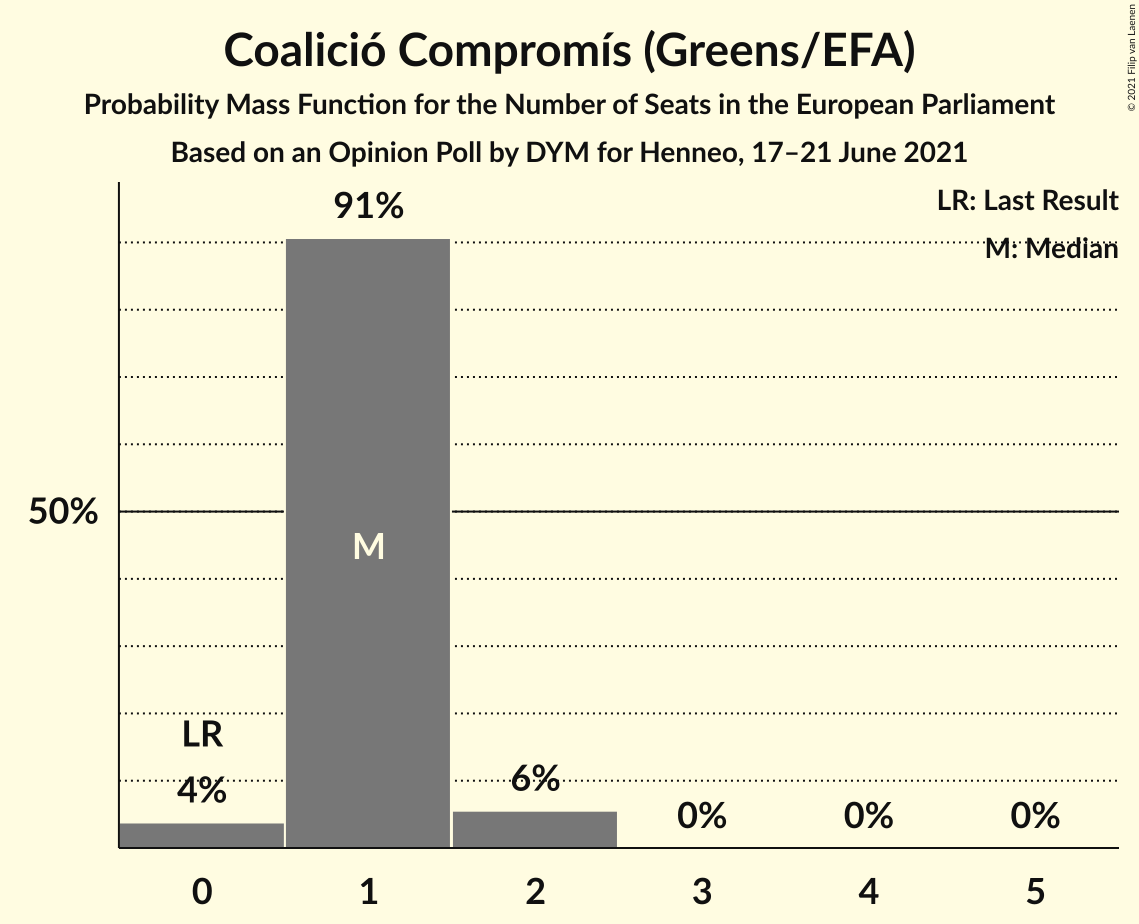 Coalició Compromís (Greens/EFA)
Probability Mass Function for the Number of Seats in the European Parliament
Based on an Opinion Poll by DYM for Henneo, 17–21 June 2021
© 2021 Filip van Laenen
LR: Last Result
M: Median
91%
50%
M
LR
4%
6%
0%
0%
0%
0
1
2
3
4
5